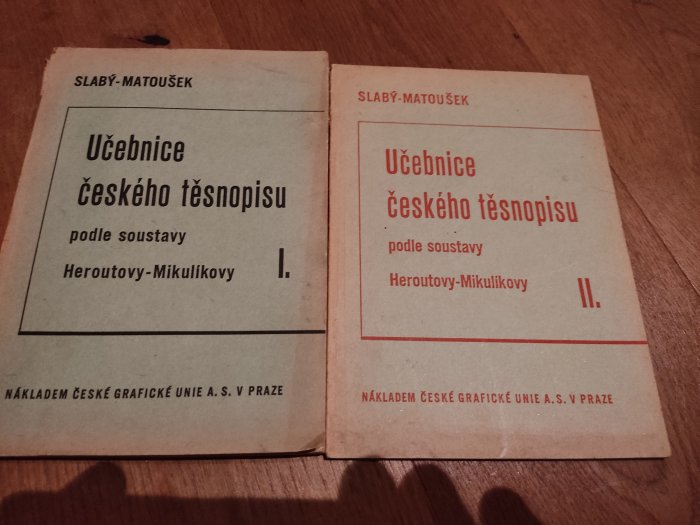 SLABÝ-MATOUŠEK
Učebnice
českého těsnopisu
podle soustavy
Heroutovy-Mikulíkovy
I.
NÁKLADEM ČESKÉ GRAFICKÉ UNIE A. S. V PRAZE
SLABÝ-MATOUŠEK
Učebnice
českého těsnopisu
podle soustavy
Heroutovy-Mikulíkovy
II.
NÁKLADEM ČESKÉ GRAFICKÉ UNIE A. S. V PRAZE